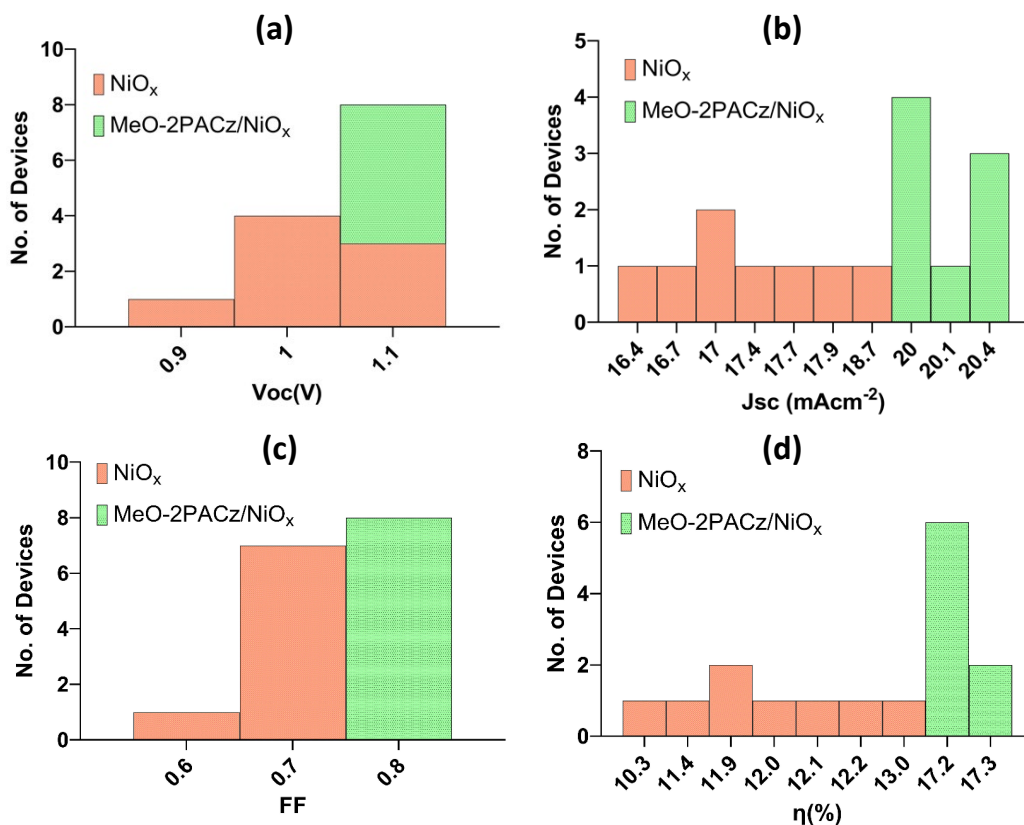 (a)
10
8
6
4
2
0
No. of Devices
NiOₓ
MeO-2PACz/NiOₓ
0.9
1
1.1
Voc(V)
(b)
5
4
3
2
1
0
No. of Devices
NiOₓ
MeO-2PACz/NiOₓ
16.4
16.7
17
17.4
17.7
17.9
18.7
20
20.1
20.4
Jsc (mAcm⁻²)
(c)
10
8
6
4
2
0
No. of Devices
NiOₓ
MeO-2PACz/NiOₓ
0.6
0.7
0.8
FF
(d)
8
6
4
2
0
No. of Devices
NiOₓ
MeO-2PACz/NiOₓ
10.3
11.4
11.9
12.0
12.1
12.2
13.0
17.2
17.3
η(%)